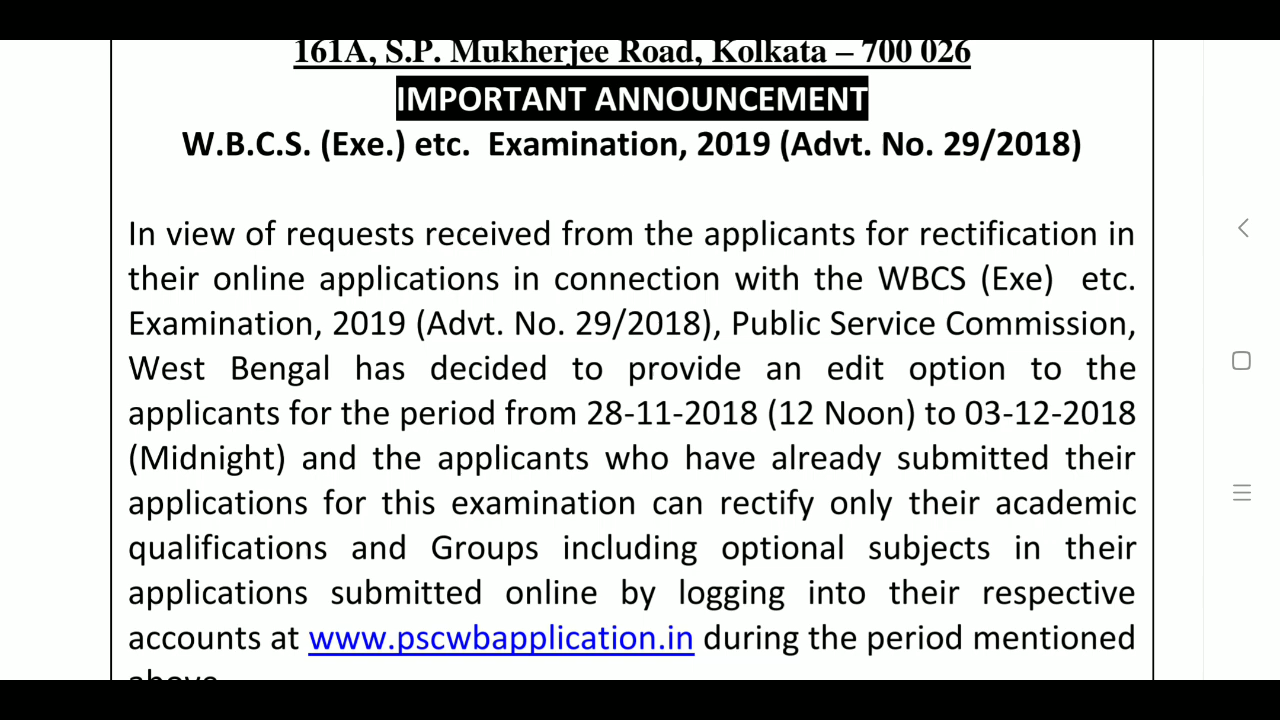 161A, S.P. Mukherjee Road, Kolkata – 700 026
IMPORTANT ANNOUNCEMENT
W.B.C.S. (Exe.) etc. Examination, 2019 (Advt. No. 29/2018)
In view of requests received from the applicants for rectification in
their online applications in connection with the WBCS (Exe) etc.
Examination, 2019 (Advt. No. 29/2018), Public Service Commission,
West Bengal has decided to provide an edit option to the
applicants for the period from 28-11-2018 (12 Noon) to 03-12-2018
(Midnight) and the applicants who have already submitted their
applications for this examination can rectify only their academic
qualifications and Groups including optional subjects in their
applications submitted online by logging into their respective
accounts at www.pscwbapplication.in during the period mentioned
above